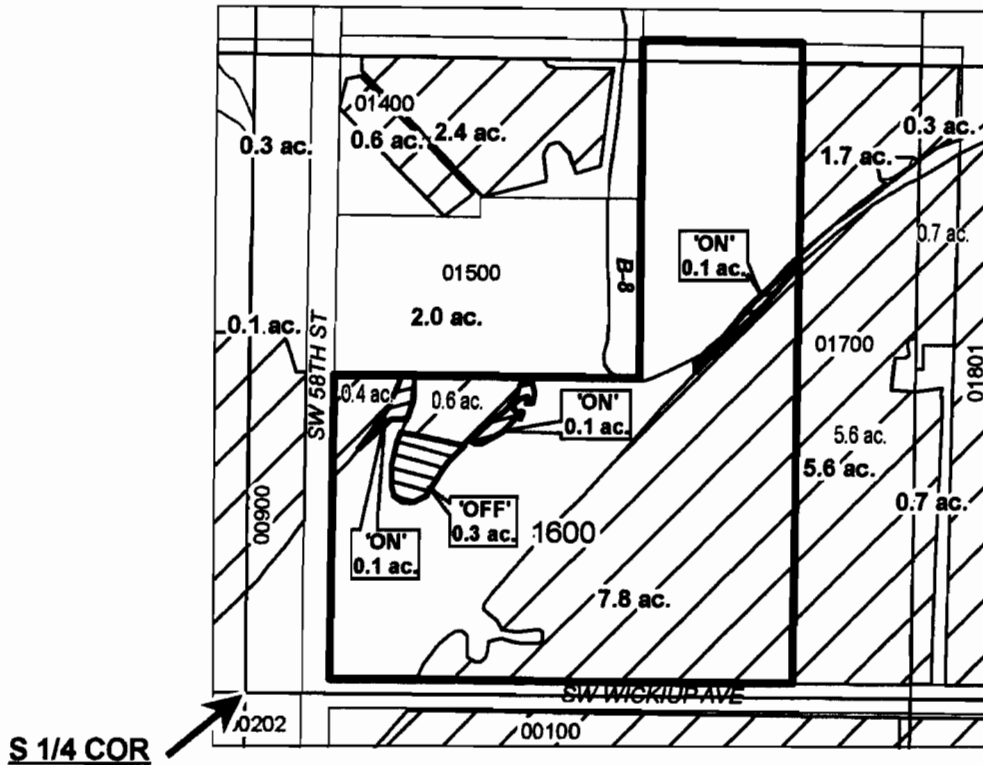 01400
0.6 ac.
2.4 ac.
0.3 ac.
0.3 ac.
1.7 ac.
0.7 ac.
'ON'
0.1 ac.
B-8
01500
2.0 ac.
0.1 ac.
SW 58TH ST
01700
01801
0.4 ac.
0.6 ac.
'ON'
0.1 ac.
5.6 ac.
5.6 ac.
0.7 ac.
00900
'OFF'
0.3 ac.
'ON'
0.1 ac.
1600
7.8 ac.
SW WICKIUP AVE
00202
00100
S 1/4 COR